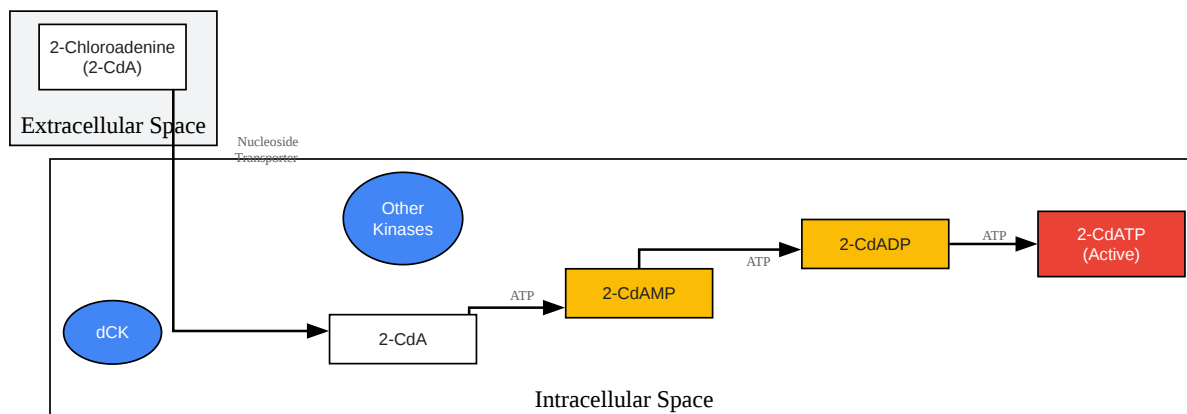 2-Chloroadenine
(2-CdA)
Extracellular Space
Nucleoside
Transporter
Other
Kinases
2-CdADP
ATP
2-CdATP
(Active)
ATP
2-CdAMP
ATP
dCK
2-CdA
Intracellular Space